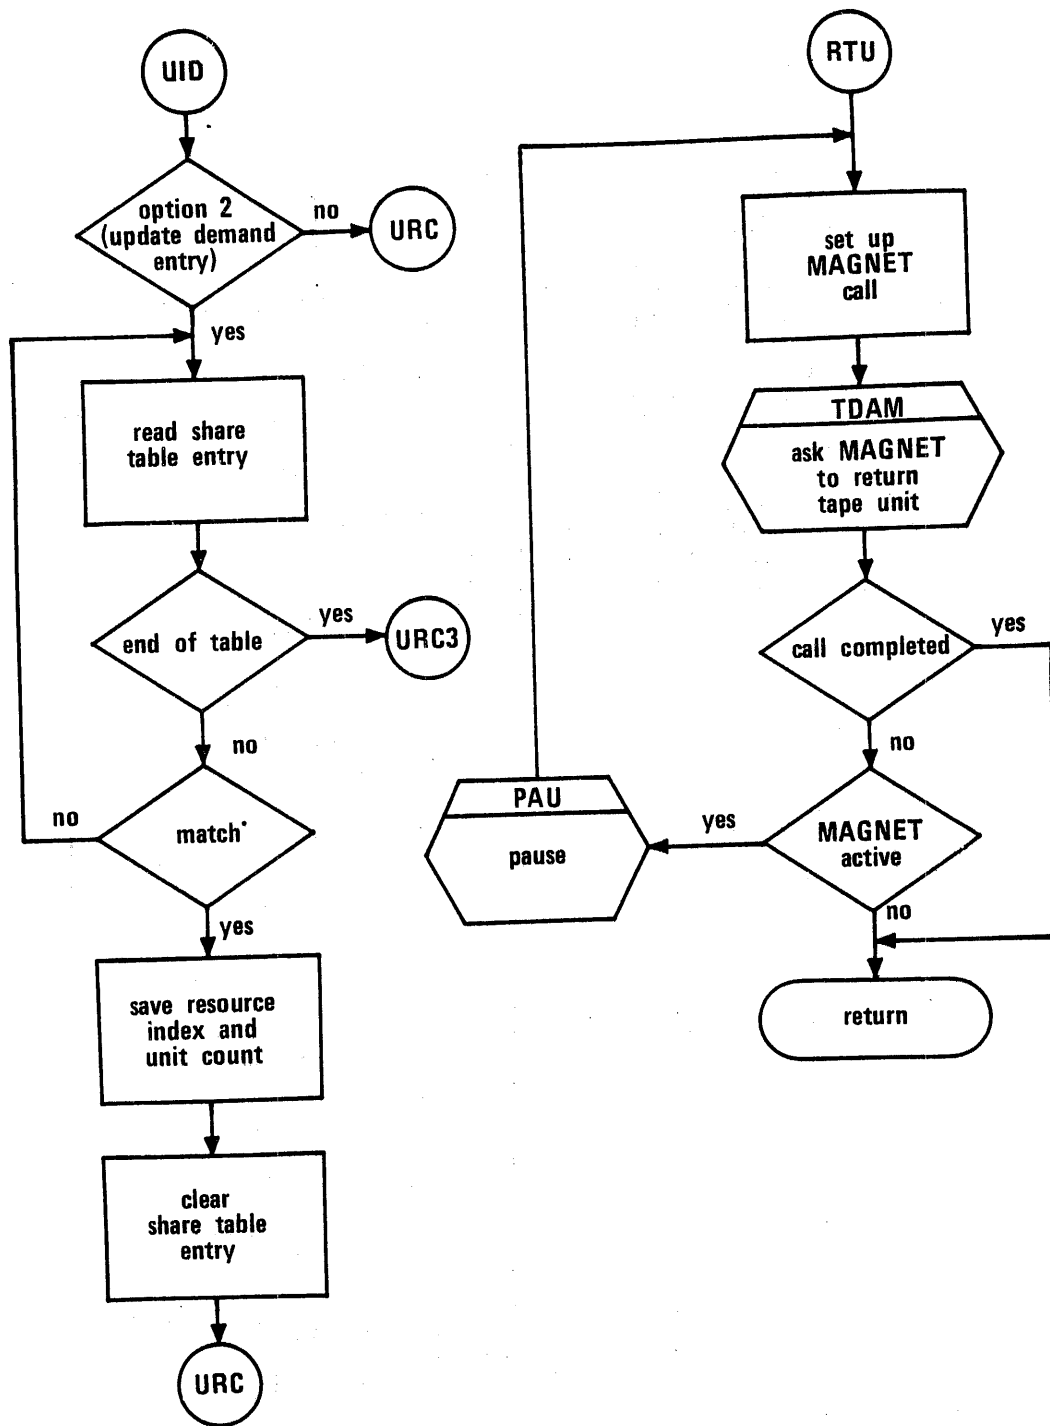 UID
option 2
(update demand
entry)
no
URC
yes
read share
table entry
end of table
yes
URC3
no
match
no
yes
save resource
index and
unit count
clear
share table
entry
URC
RTU
set up
MAGNET
call
TDAM
ask MAGNET
to return
tape unit
call completed
yes
no
MAGNET
active
yes
PAU
pause
no
return